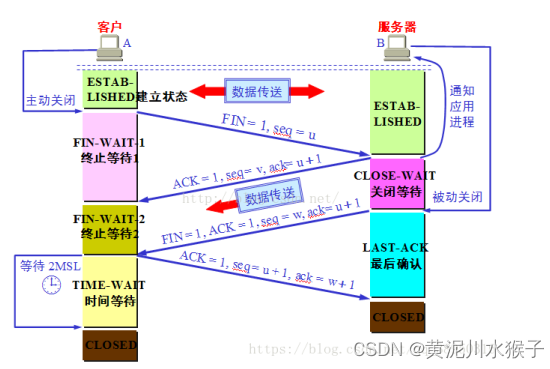 客户
服务器
A
B
主动关闭
ESTAB-
LISHED
建立状态
数据传送
ESTAB-
LISHED
通知
应用
进程
FIN = 1, seq = u
FIN-WAIT-1
终止等待1
ACK = 1, seq= v, ack= u + 1
CLOSE-WAIT
关闭等待
被动关闭
数据传送
FIN-WAIT-2
终止等待2
FIN = 1, ACK = 1, seq = w, ack= u + 1
LAST-ACK
最后确认
等待 2MSL
ACK = 1, seq= u + 1, ack = w + 1
TIME-WAIT
时间等待
CLOSED
CLOSED
CSDN @黄泥川水猴子